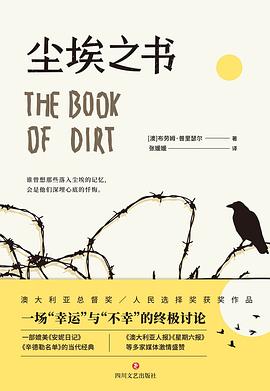 尘埃之书
THE BOOK
OF DIRT
[澳]布劳姆·普里瑟尔 著
张媛媛 译
谁曾想那些落入尘埃的记忆,
会是他们深埋心底的忏悔。
澳大利亚总督奖／人民选择奖获奖作品
一场“幸运”与“不幸”的终极讨论
一部媲美《安妮日记》
《辛德勒名单》的当代经典
《澳大利亚人报》《星期六报》
等多家媒体激情盛赞
四川文艺出版社